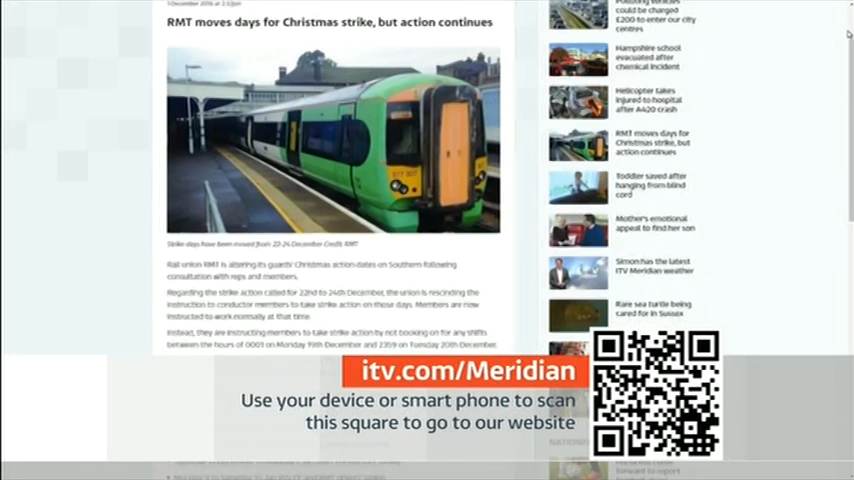 1 December 2016 at 2:32pm
RMT moves days for Christmas strike, but action continues
Strike days have been moved from 22-24 December Credit: RMT
Rail union RMT is altering its guards' Christmas action dates on Southern following
consultation with reps and members.
Regarding the strike action called for 22nd to 24th December, the union is rescinding the
instruction to conductor members to take strike action on those days. Members are now
instructed to work normally at that time.
Instead, they are instructing members to take strike action by not booking on for any shifts
between the hours of 0001 on Monday 19th December and 2359 on Tuesday 20th December.
Polluting vehicles
could be charged
£200 to enter our city
centres
Hampshire school
evacuated after
chemical incident
Helicopter takes
injured to hospital
after A420 crash
RMT moves days for
Christmas strike, but
action continues
Toddler saved after
hanging from blind
cord
Mother's emotional
appeal to find her son
Simon has the latest
ITV Meridian weather
Rare sea turtle being
cared for in Sussex
itv.com/Meridian
Use your device or smart phone to scan
this square to go to our website